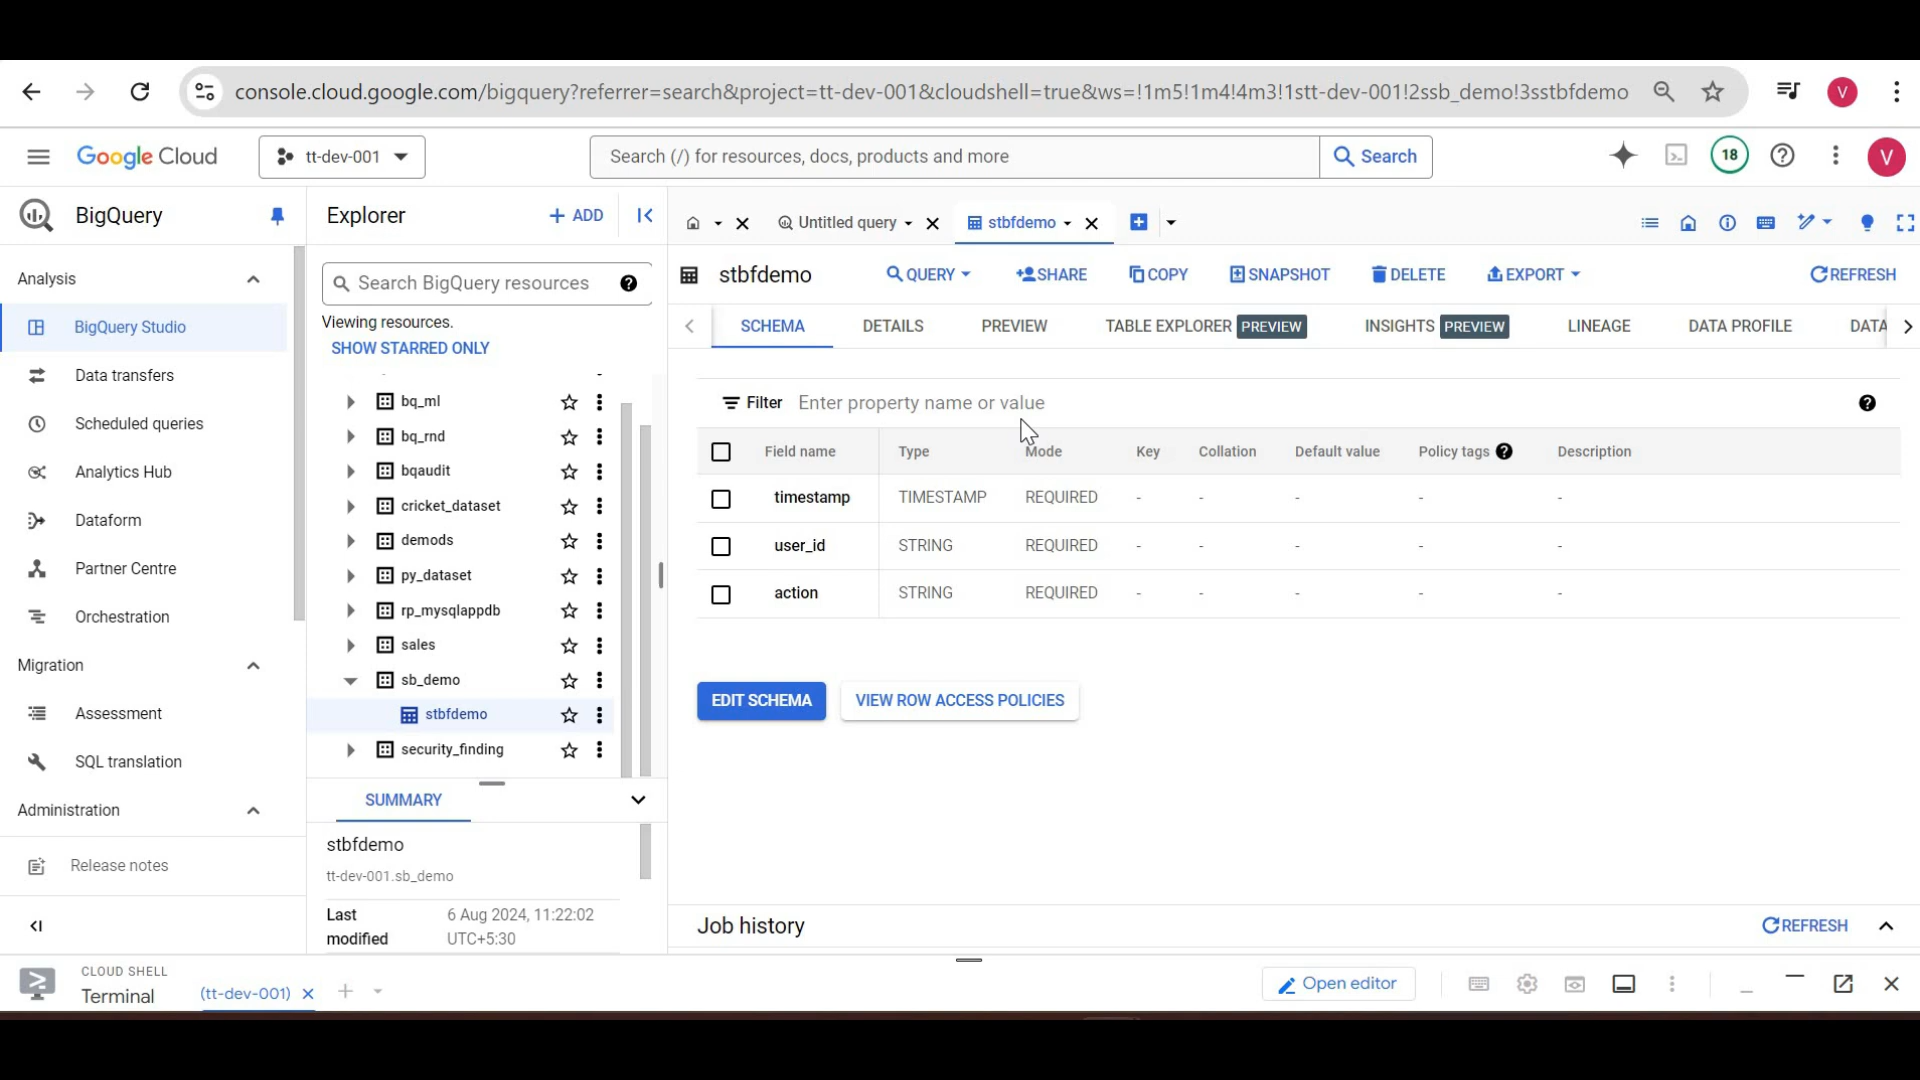 console.cloud.google.com/bigquery?referrer=search&project=tt-dev-001&cloudshell=true&ws=!1m5!1m4!4m3!1stt-dev-001!2ssb_demo!3sstbfdemo
V
Google Cloud
tt-dev-001
Search (/) for resources, docs, products and more
Search
18
V
BigQuery
Analysis
BigQuery Studio
Data transfers
Scheduled queries
Analytics Hub
Dataform
Partner Centre
Orchestration
Migration
Assessment
SQL translation
Administration
Release notes
Explorer
+ ADD
Search BigQuery resources
Viewing resources.
SHOW STARRED ONLY
bq_ml
bq_rnd
bqaudit
cricket_dataset
demods
py_dataset
rp_mysqlappdb
sales
sb_demo
stbfdemo
security_finding
SUMMARY
stbfdemo
tt-dev-001.sb_demo
Last modified 6 Aug 2024, 11:22:02 UTC+5:30
Untitled query
stbfdemo
stbfdemo
QUERY
SHARE
COPY
SNAPSHOT
DELETE
EXPORT
REFRESH
SCHEMA DETAILS PREVIEW TABLE EXPLORER PREVIEW INSIGHTS PREVIEW LINEAGE DATA PROFILE DATA
Filter Enter property name or value
Field name Type Mode Key Collation Default value Policy tags Description
timestamp TIMESTAMP REQUIRED - - - - -
user_id STRING REQUIRED - - - - -
action STRING REQUIRED - - - - -
EDIT SCHEMA
VIEW ROW ACCESS POLICIES
Job history
REFRESH
CLOUD SHELL
Terminal
(tt-dev-001)
Open editor